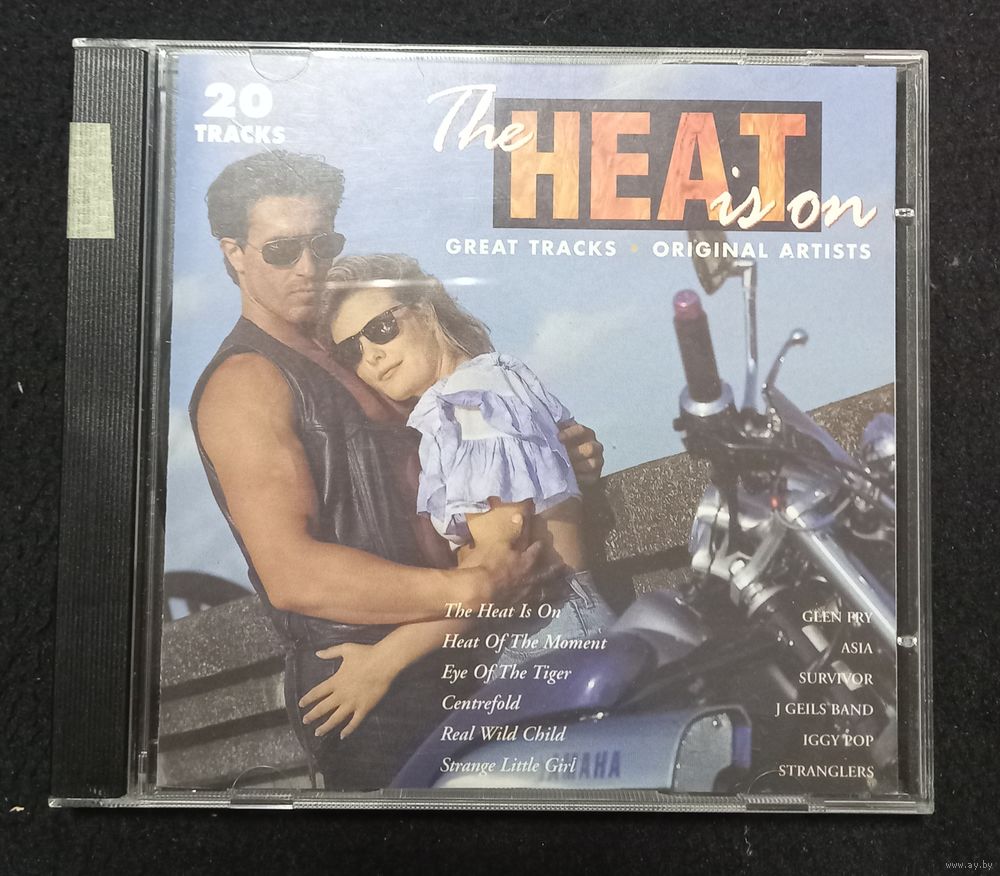 20
TRACKS
The HEAT is on
GREAT TRACKS • ORIGINAL ARTISTS
The Heat Is On GLEN FRY
Heat Of The Moment ASIA
Eye Of The Tiger SURVIVOR
Centrefold J GEILS BAND
Real Wild Child IGGY POP
Strange Little Girl STRANGLERS
YAMAHA
www.ay.by